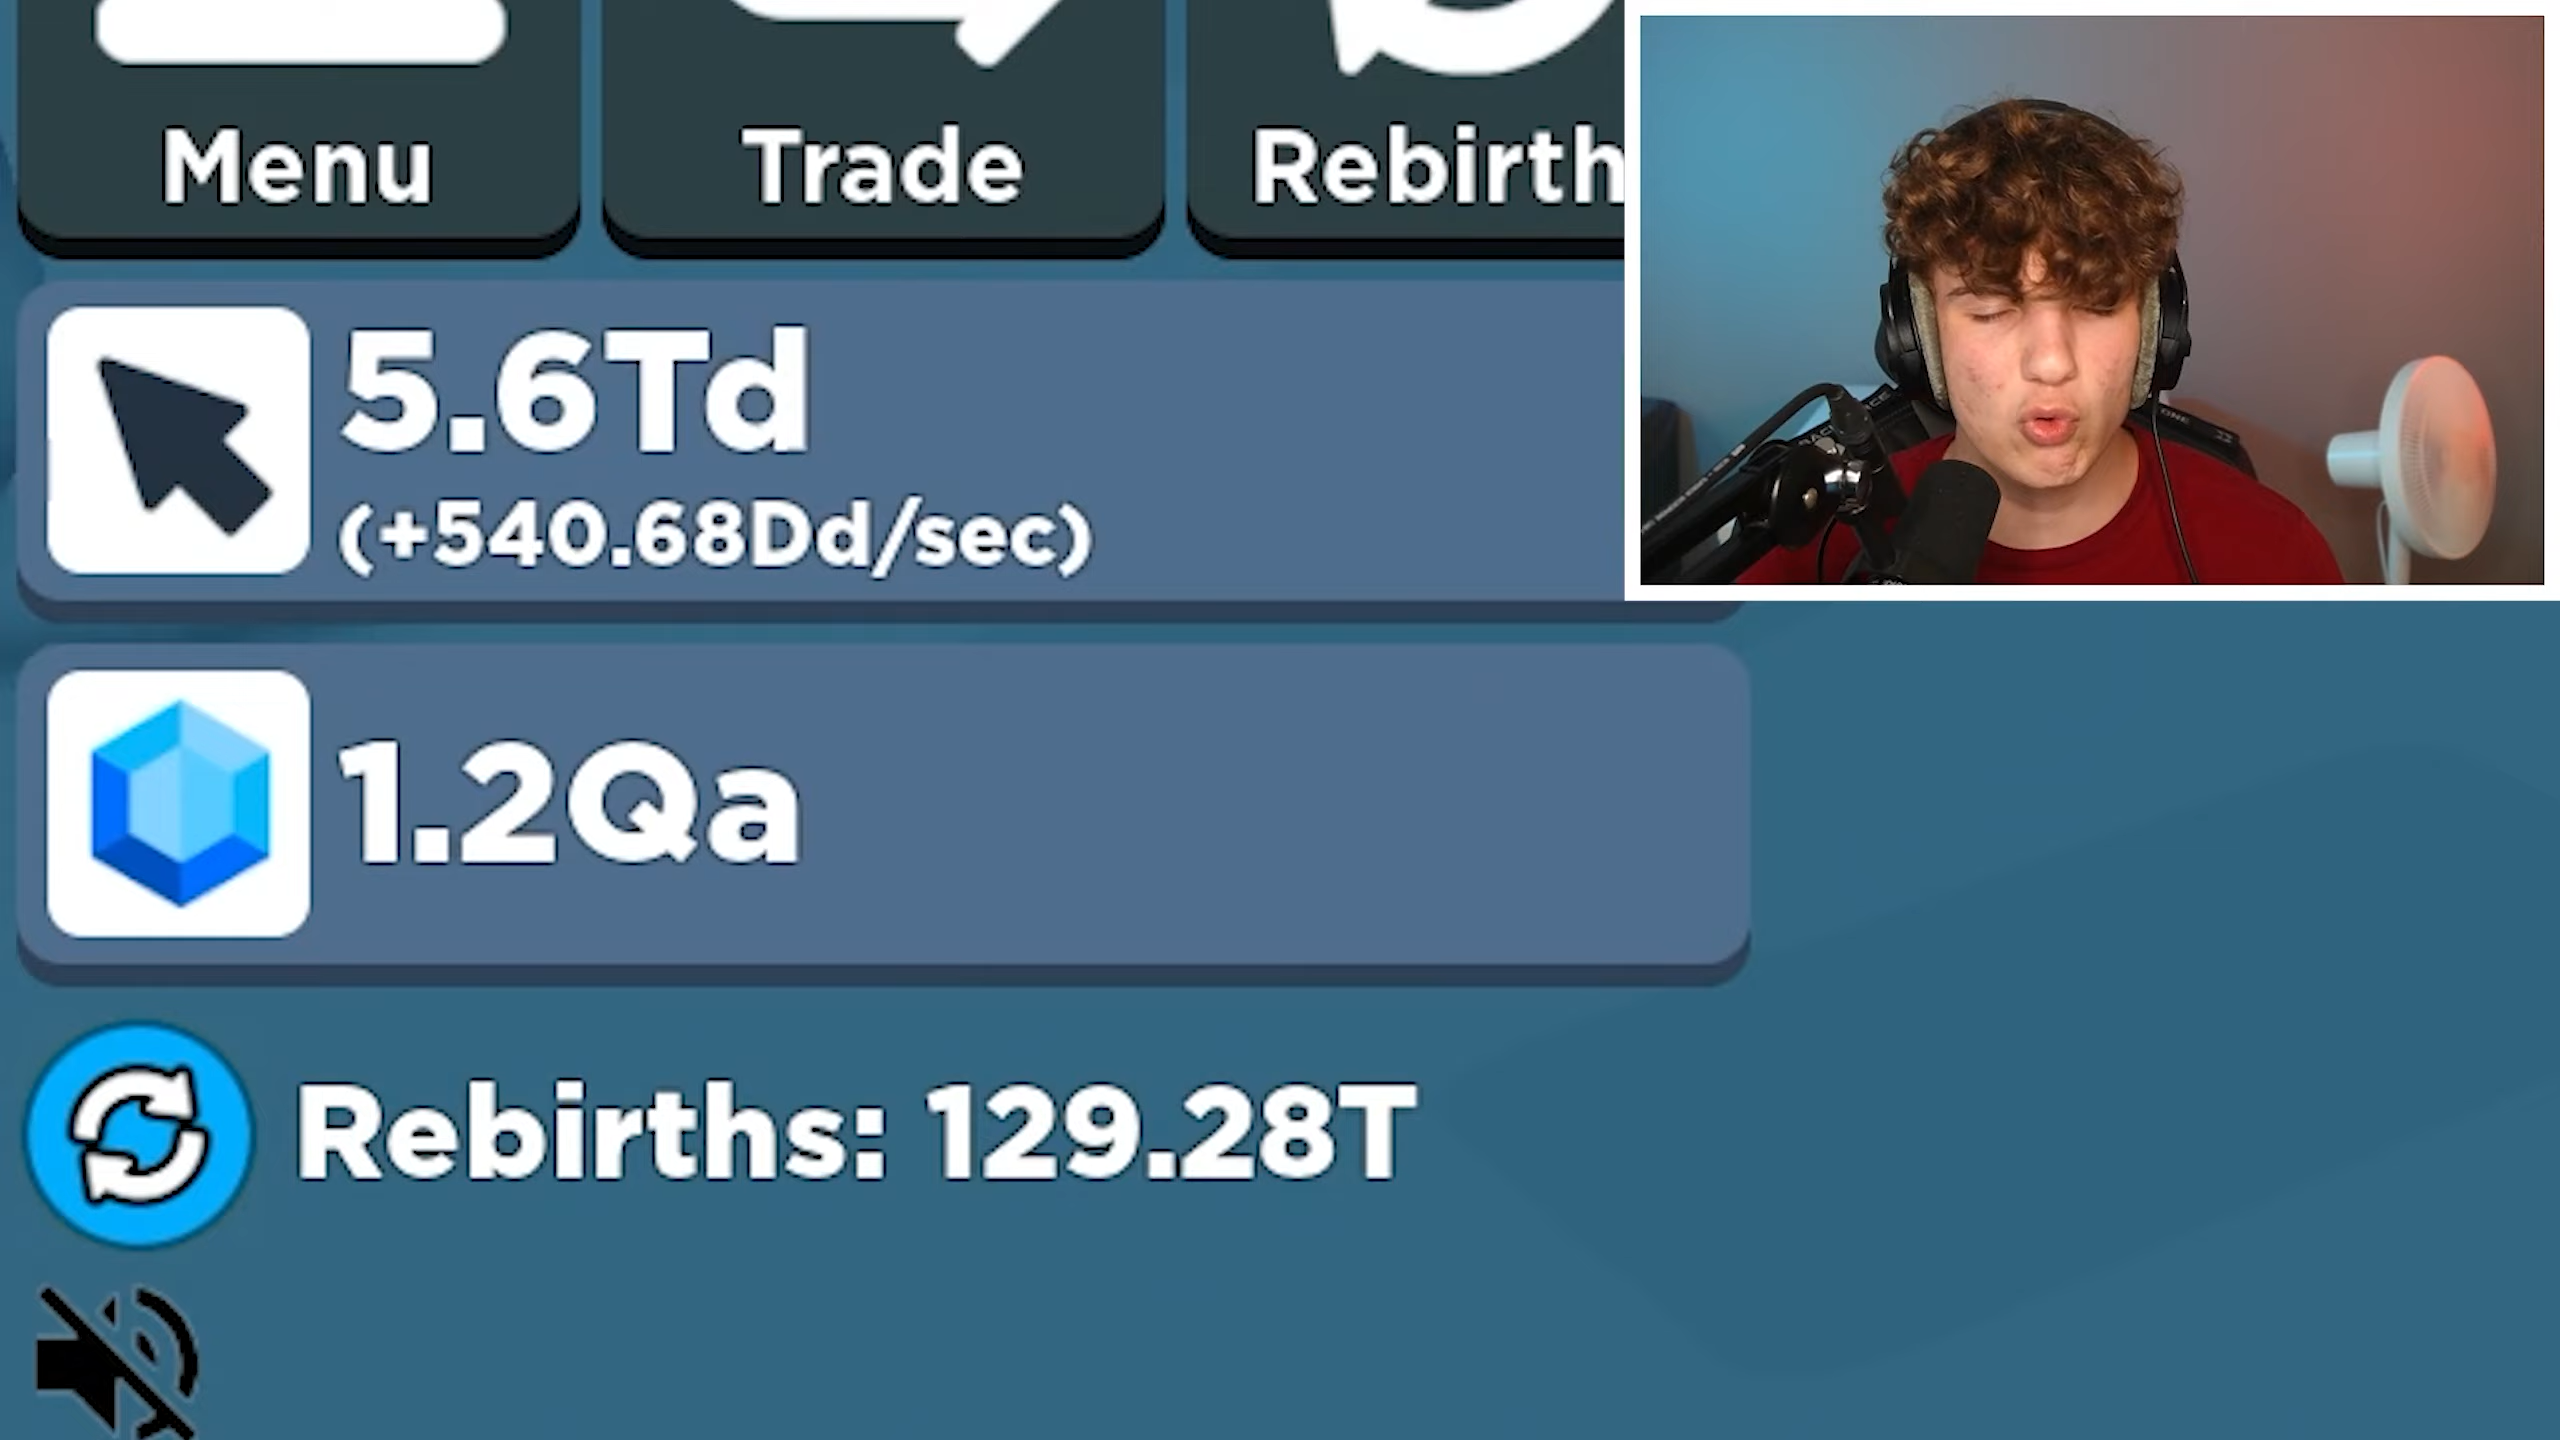 Menu
Trade
Rebirth
5.6Td
(+540.68Dd/sec)
1.2Qa
Rebirths: 129.28T